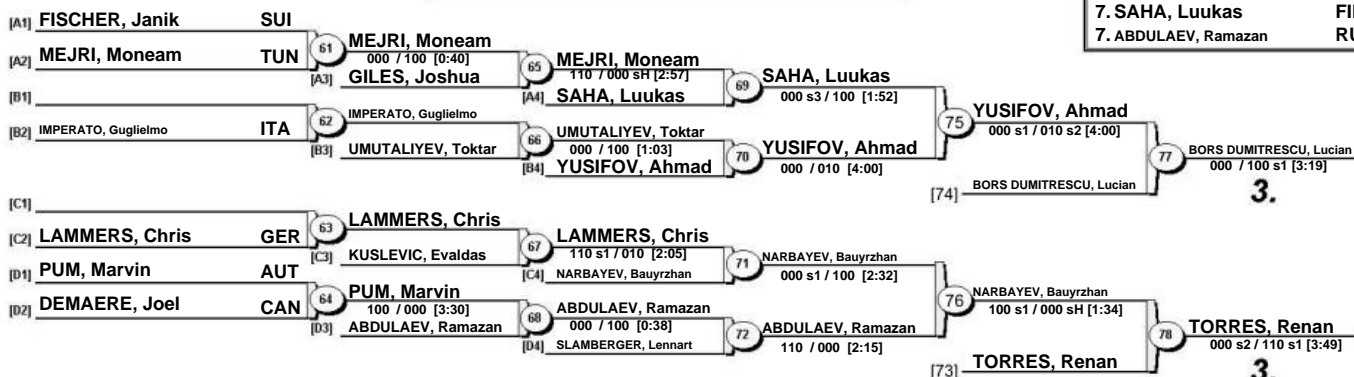 7. SAHA, Luukas FI
7. ABDULAEV, Ramazan RU
[A1] FISCHER, Janik SUI
[A2] MEJRI, Moneam TUN
61
MEJRI, Moneam
000 / 100 [0:40]
[A3] GILES, Joshua
65
MEJRI, Moneam
110 / 000 sH [2:57]
[A4] SAHA, Luukas
69
SAHA, Luukas
000 s3 / 100 [1:52]
[B1]
[B2] IMPERATO, Guglielmo ITA
62
IMPERATO, Guglielmo
[B3] UMUTALIYEV, Toktar
66
UMUTALIYEV, Toktar
000 / 100 [1:03]
[B4] YUSIFOV, Ahmad
70
YUSIFOV, Ahmad
000 / 010 [4:00]
75
YUSIFOV, Ahmad
000 s1 / 010 s2 [4:00]
[74] BORS DUMITRESCU, Lucian
77
BORS DUMITRESCU, Lucian
000 / 100 s1 [3:19]
3.
[C1]
[C2] LAMMERS, Chris GER
63
LAMMERS, Chris
[C3] KUSLEVIC, Evaldas
67
LAMMERS, Chris
110 s1 / 010 [2:05]
[C4] NARBAYEV, Bauyrzhan
71
NARBAYEV, Bauyrzhan
000 s1 / 100 [2:32]
[D1] PUM, Marvin AUT
[D2] DEMAERE, Joel CAN
64
PUM, Marvin
100 / 000 [3:30]
[D3] ABDULAEV, Ramazan
68
ABDULAEV, Ramazan
000 / 100 [0:38]
[D4] SLAMBERGER, Lennart
72
ABDULAEV, Ramazan
110 / 000 [2:15]
76
NARBAYEV, Bauyrzhan
100 s1 / 000 sH [1:34]
[73] TORRES, Renan
78
TORRES, Renan
000 s2 / 110 s1 [3:49]
3.